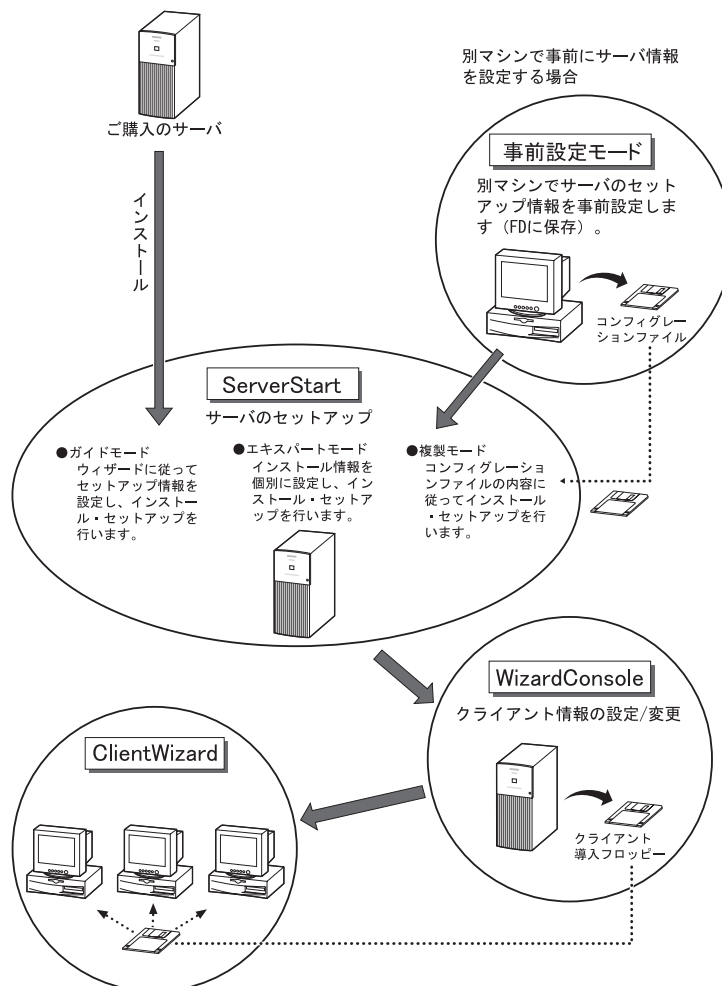 ご購入のサーバ
インストール
別マシンで事前にサーバ情報
を設定する場合
事前設定モード
別マシンでサーバのセット
アップ情報を事前設定しま
す（FDに保存）。
コンフィグレー
ションファイル
ServerStart
サーバのセットアップ
●ガイドモード
ウィザードに従って
セットアップ情報を
設定し、インストー
ル・セットアップを
行います。
●エキスパートモード
インストール情報を
個別に設定し、イン
ストール・セットア
ップを行います。
●複製モード
コンフィグレーショ
ンファイルの内容に
従ってインストール
・セットアップを行
います。
WizardConsole
クライアント情報の設定/変更
クライアント
導入フロッピー
ClientWizard